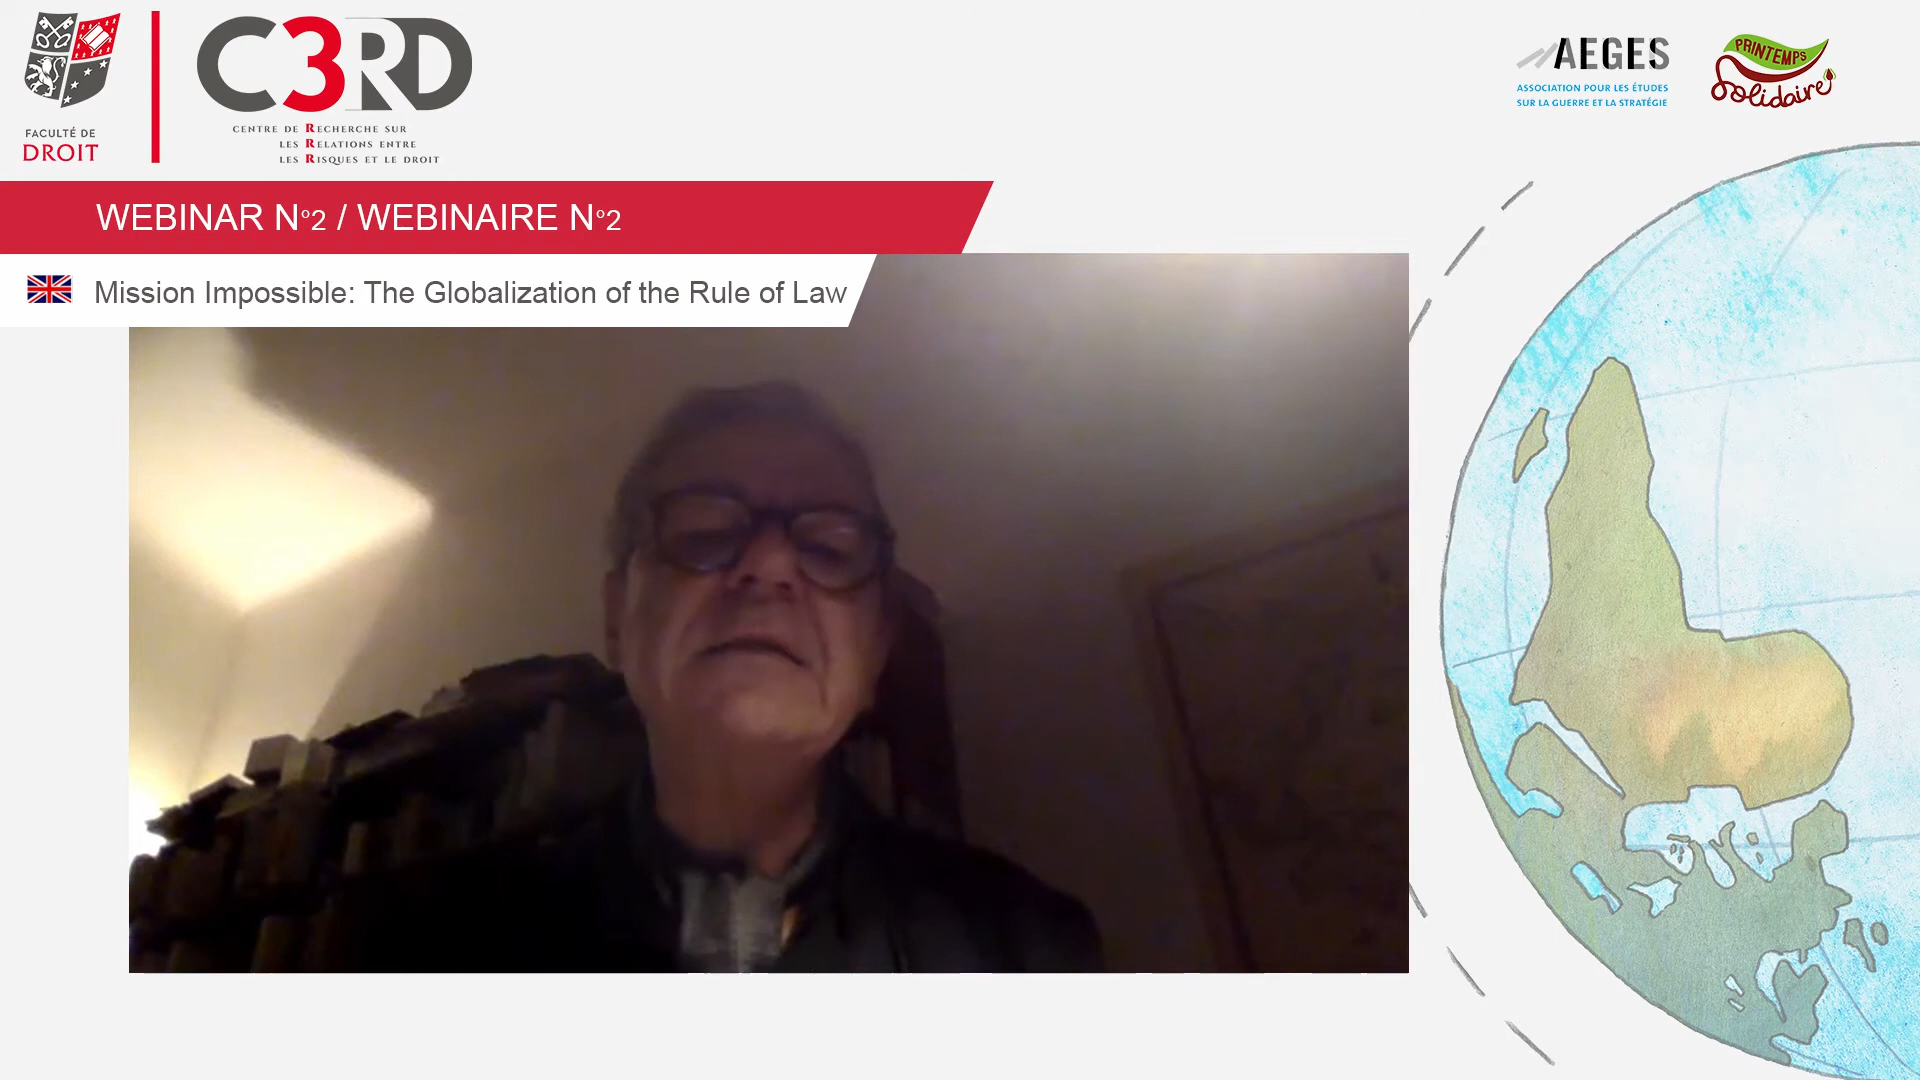 FACULTÉ DE
DROIT
C3RD
CENTRE DE RECHERCHE SUR
LES RELATIONS ENTRE
LES RISQUES ET LE DROIT
AEGES
ASSOCIATION POUR LES ÉTUDES
SUR LA GUERRE ET LA STRATÉGIE
PRINTEMPS
Solidaire
WEBINAR N°2 / WEBINAIRE N°2
Mission Impossible: The Globalization of the Rule of Law